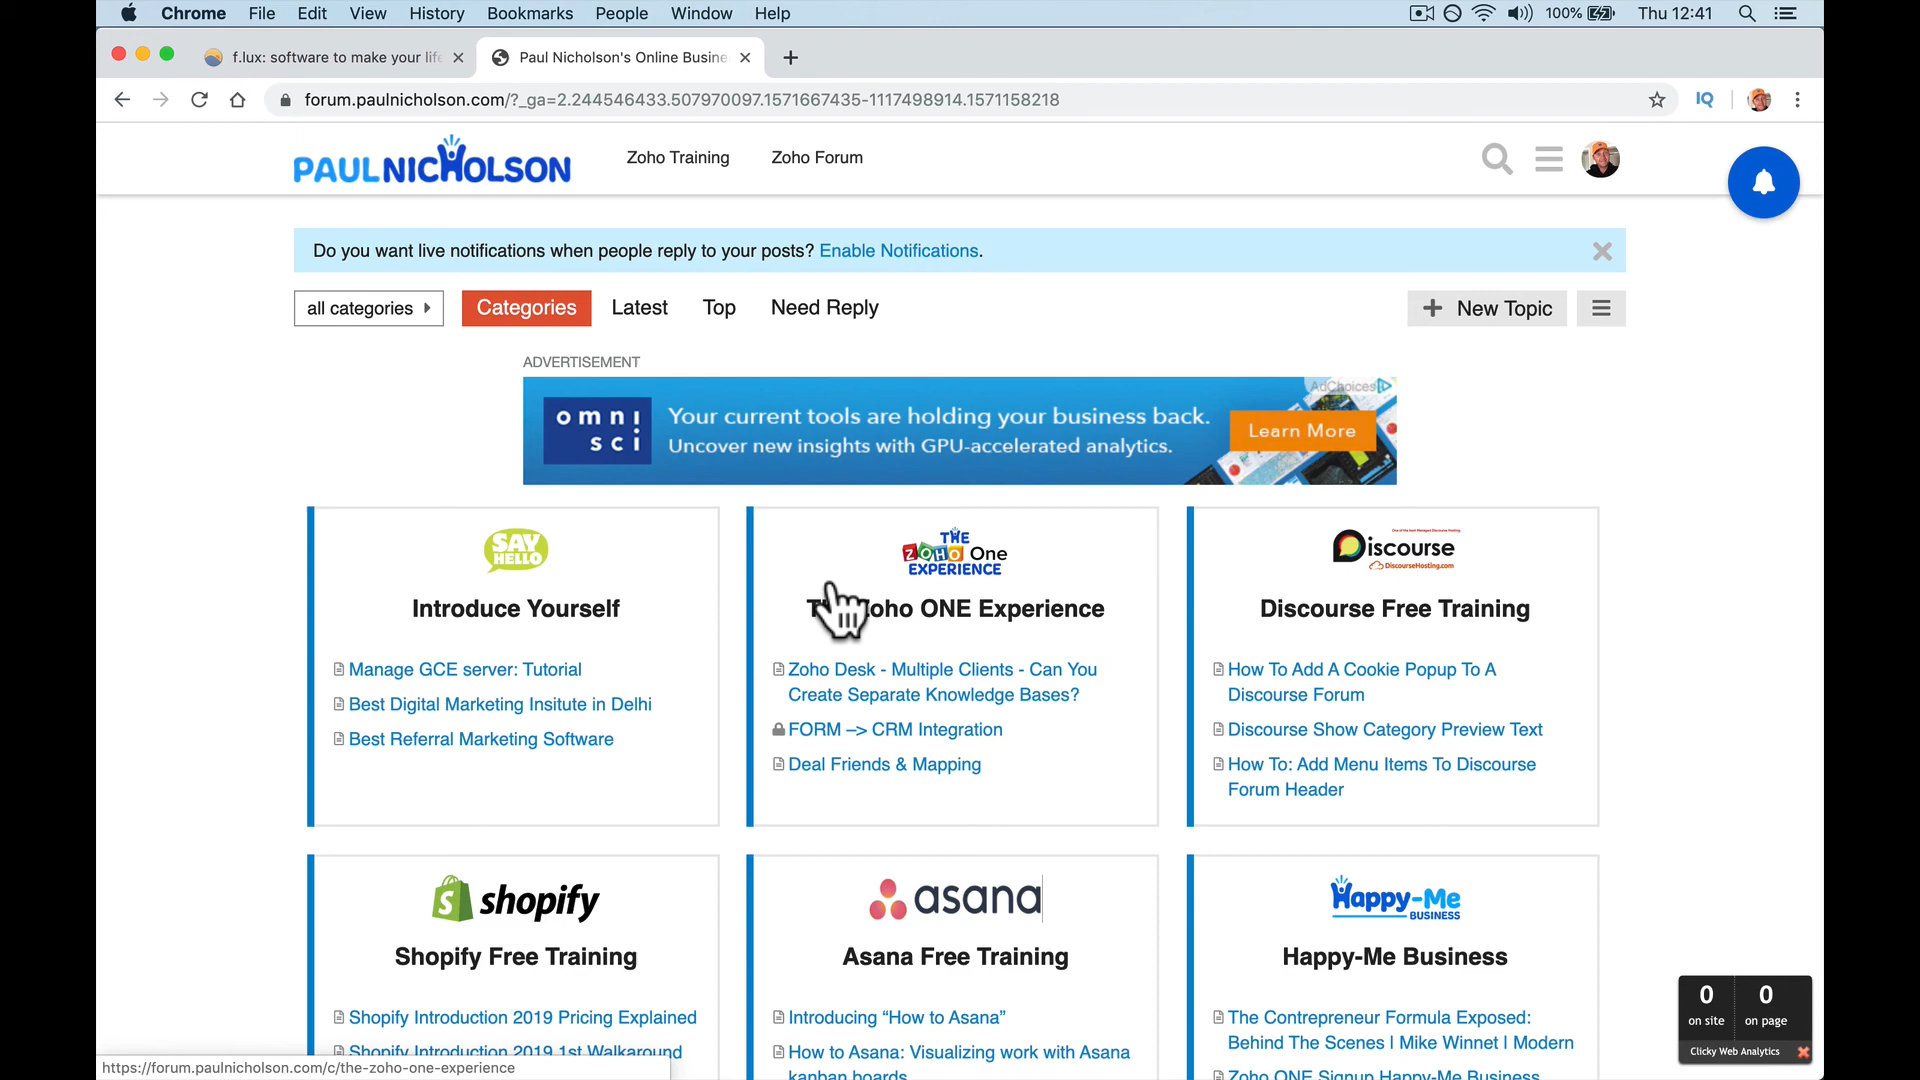 Chrome File Edit View History Bookmarks People Window Help 100% Thu 12:41
f.lux: software to make your life Paul Nicholson's Online Busine
forum.paulnicholson.com/?_ga=2.244546433.507970097.1571667435-1117498914.1571158218 IQ
PAULNICHOLSON Zoho Training Zoho Forum
Do you want live notifications when people reply to your posts? Enable Notifications.
all categories Categories Latest Top Need Reply New Topic
ADVERTISEMENT
AdChoices
omni sci
Your current tools are holding your business back.
Uncover new insights with GPU-accelerated analytics.
Learn More
SAY HELLO
Introduce Yourself
Manage GCE server: Tutorial
Best Digital Marketing Insitute in Delhi
Best Referral Marketing Software
THE
ZOHO One
EXPERIENCE
Zoho ONE Experience
Zoho Desk - Multiple Clients - Can You
Create Separate Knowledge Bases?
FORM –> CRM Integration
Deal Friends & Mapping
One of the best Managed Discourse Hosting
Discourse
DiscourseHosting.com
Discourse Free Training
How To Add A Cookie Popup To A
Discourse Forum
Discourse Show Category Preview Text
How To: Add Menu Items To Discourse
Forum Header
shopify
Shopify Free Training
Shopify Introduction 2019 Pricing Explained
Shopify Introduction 2019 1st Walkaround
asana
Asana Free Training
Introducing “How to Asana”
How to Asana: Visualizing work with Asana
kanban boards
Happy-Me
BUSINESS
Happy-Me Business
The Contrepreneur Formula Exposed:
Behind The Scenes | Mike Winnet | Modern
Zoho ONE Signup Happy-Me Business
0 0
on site on page
Clicky Web Analytics
https://forum.paulnicholson.com/c/the-zoho-one-experience